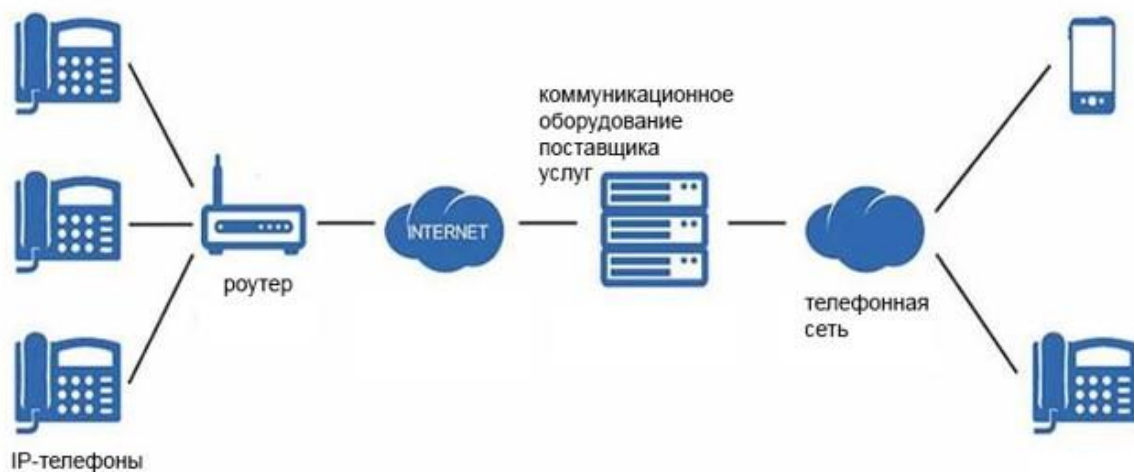 коммуникационное
оборудование
поставщика
услуг
INTERNET
роутер
телефонная
сеть
IP-телефоны